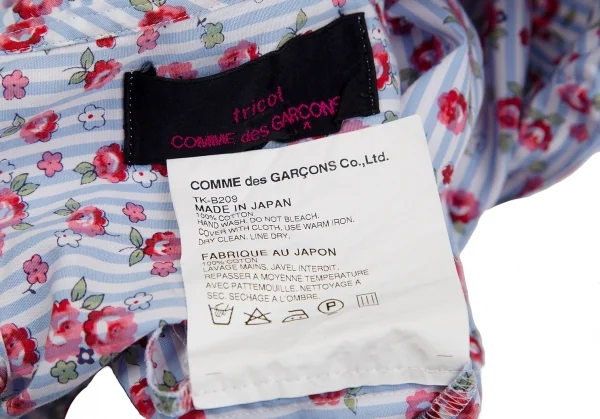 tricot
COMME des GARCONS
COMME des GARÇONS Co.,Ltd.
TK-B209
MADE IN JAPAN
100% COTTON
HAND WASH. DO NOT BLEACH.
COVER WITH CLOTH, USE WARM IRON.
DRY CLEAN. LINE DRY.
FABRIQUE AU JAPON
100% COTON
LAVAGE MAINS. JAVEL INTERDIT.
REPASSER A MOYENNE TEMPERATURE
AVEC PATTEMOUILLE. NETTOYAGE A
SEC. SECHAGE A L'OMBRE.
P